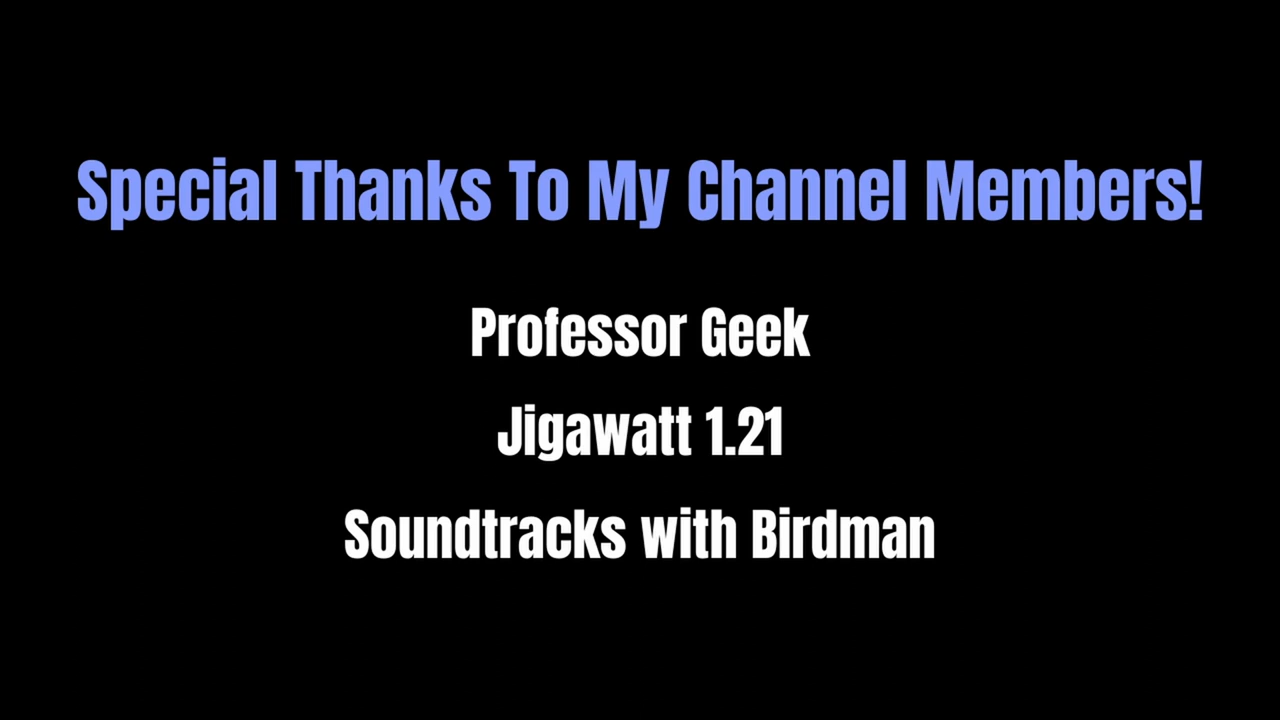 Special Thanks To My Channel Members!
Professor Geek
Jigawatt 1.21
Soundtracks with Birdman